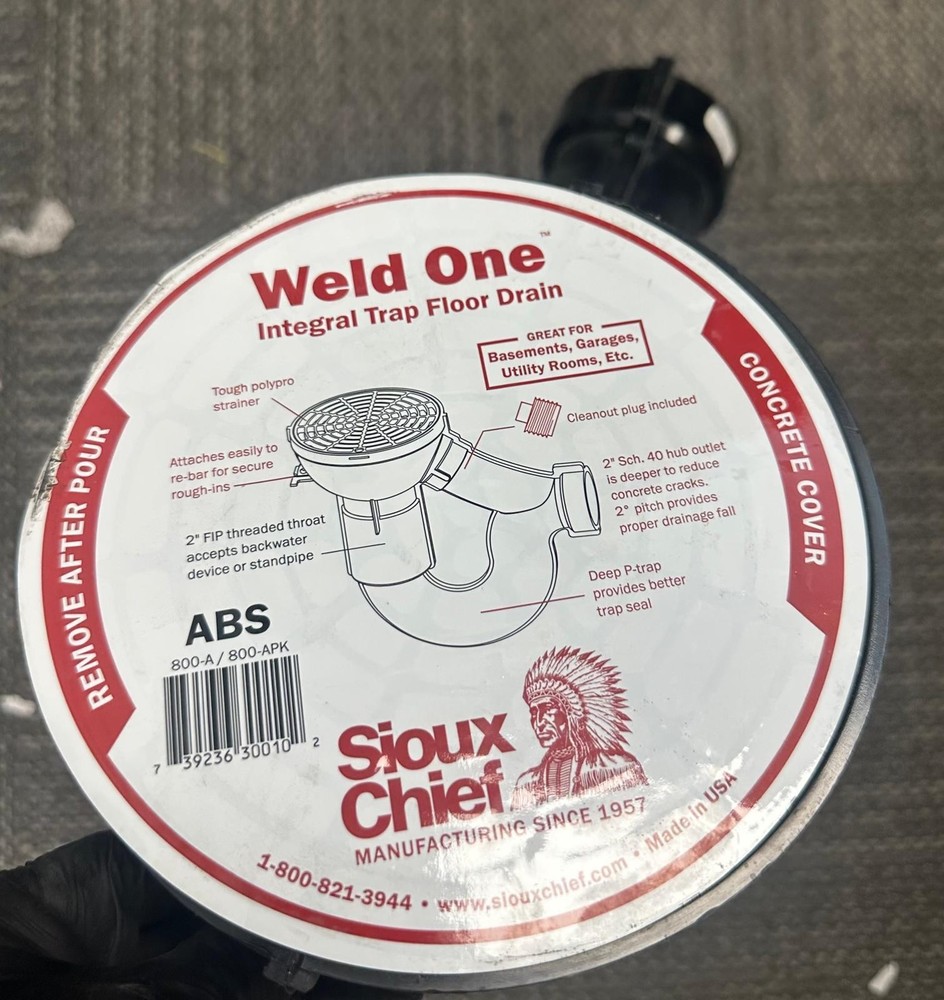 Weld One™
Integral Trap Floor Drain
GREAT FOR
Basements, Garages,
Utility Rooms, Etc.
Tough polypro
strainer
Cleanout plug included
Attaches easily to
re-bar for secure
rough-ins
2" Sch. 40 hub outlet
is deeper to reduce
concrete cracks.
2° pitch provides
proper drainage fall
2" FIP threaded throat
accepts backwater
device or standpipe
Deep P-trap
provides better
trap seal
REMOVE AFTER POUR
CONCRETE COVER
ABS
800-A / 800-APK
7 39236 30010 2
Sioux
Chief
MANUFACTURING SINCE 1957
1-800-821-3944 • www.siouxchief.com • Made in USA